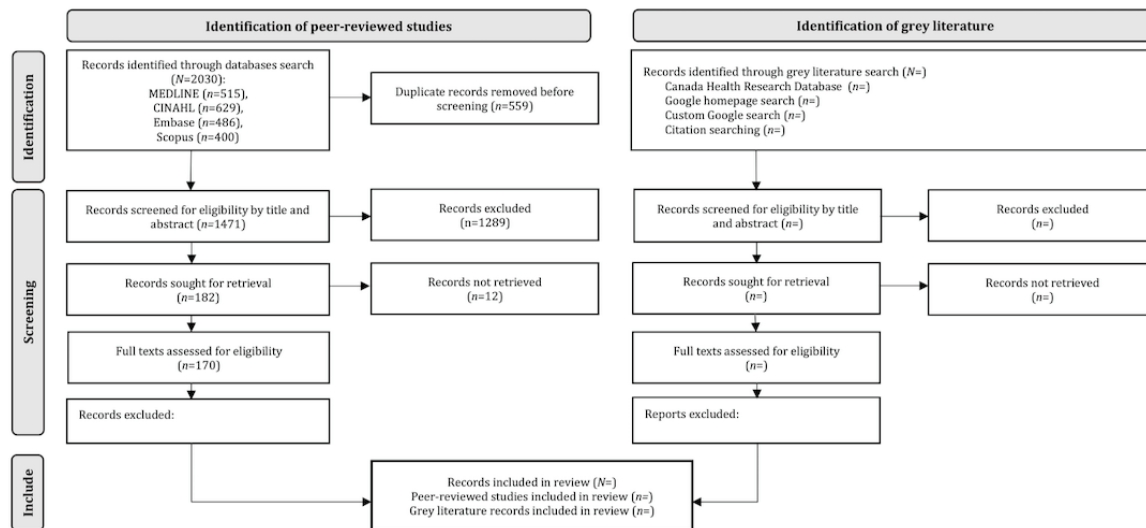 Identification of peer-reviewed studies
Identification of grey literature
Identification
Records identified through databases search
(N=2030):
MEDLINE (n=515),
CINAHL (n=629),
Embase (n=486),
Scopus (n=400)
Duplicate records removed before
screening (n=559)
Records identified through grey literature search (N=)
Canada Health Research Database (n=)
Google homepage search (n=)
Custom Google search (n=)
Citation searching (n=)
Screening
Records screened for eligibility by title and
abstract (n=1471)
Records excluded
(n=1289)
Records screened for eligibility by title
and abstract (n=)
Records excluded
(n=)
Records sought for retrieval
(n=182)
Records not retrieved
(n=12)
Records sought for retrieval
(n=)
Records not retrieved
(n=)
Full texts assessed for eligibility
(n=170)
Full texts assessed for eligibility
(n=)
Records excluded:
Reports excluded:
Include
Records included in review (N=)
Peer-reviewed studies included in review (n=)
Grey literature records included in review (n=)